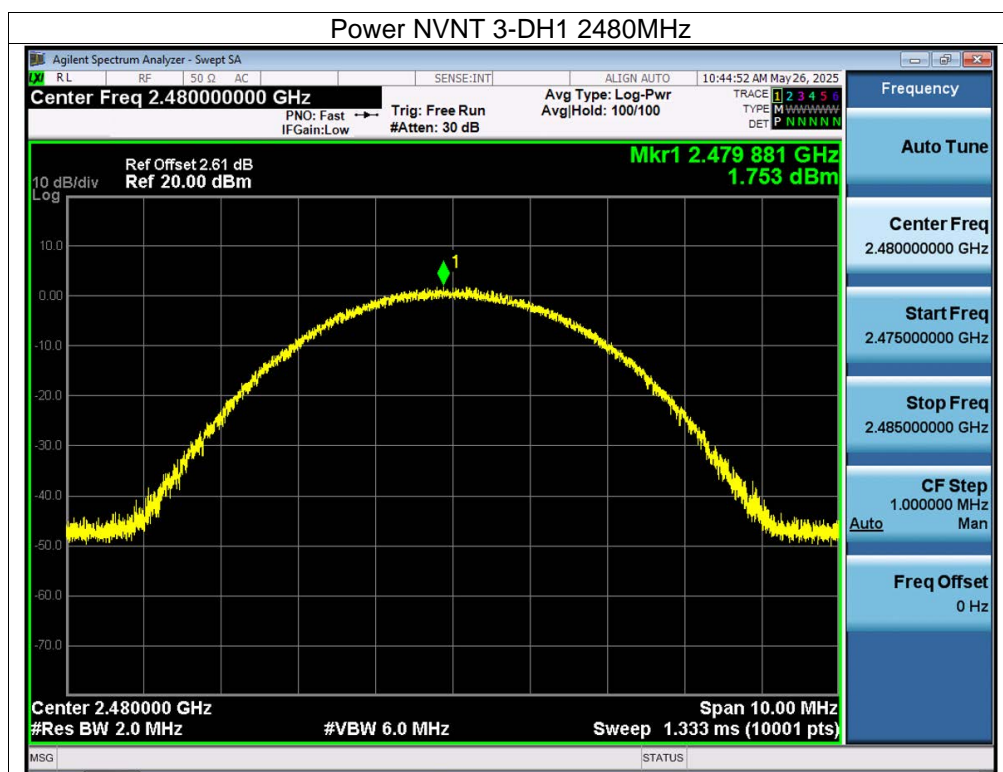 Power NVNT 3-DH1 2480MHz
Agilent Spectrum Analyzer - Swept SA
LXI RL RF 50 Ω AC SENSE:INT ALIGN AUTO 10:44:52 AM May 26, 2025
Center Freq 2.480000000 GHz
PNO: Fast
IFGain:Low
Trig: Free Run
#Atten: 30 dB
Avg Type: Log-Pwr
Avg|Hold: 100/100
TRACE 1 2 3 4 5 6
TYPE M WWWWW
DET P N N N N N
Mkr1 2.479 881 GHz
1.753 dBm
Ref Offset 2.61 dB
10 dB/div Ref 20.00 dBm
Log
10.0
0.00
-10.0
-20.0
-30.0
-40.0
-50.0
-60.0
-70.0
1
Center 2.480000 GHz Span 10.00 MHz
#Res BW 2.0 MHz #VBW 6.0 MHz Sweep 1.333 ms (10001 pts)
MSG STATUS
Frequency
Auto Tune
Center Freq
2.480000000 GHz
Start Freq
2.475000000 GHz
Stop Freq
2.485000000 GHz
CF Step
1.000000 MHz
Auto Man
Freq Offset
0 Hz